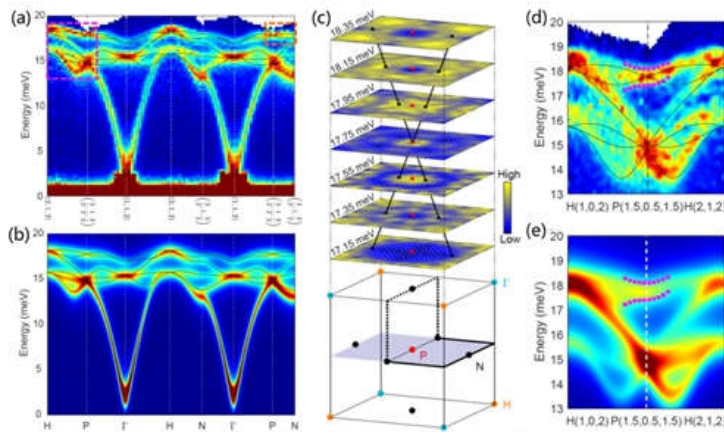 (a)
Energy (meV)
20
15
10
5
0
(b)
Energy (meV)
20
15
10
5
0
H P Γ H N Γ P N
(c)
18.35 meV
18.15 meV
17.95 meV
17.75 meV
17.55 meV
17.35 meV
17.15 meV
High
Low
Γ
P
N
H
(d)
Energy (meV)
20
19
18
17
16
15
14
13
H(1,0,2) P(1.5,0.5,1.5) H(2,1,2)
(e)
Energy (meV)
20
19
18
17
16
15
14
13
H(1,0,2) P(1.5,0.5,1.5) H(2,1,2)